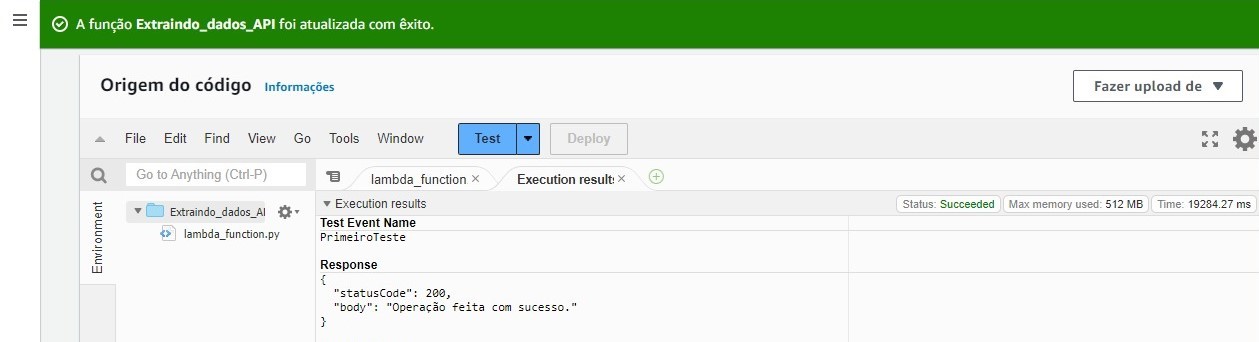 A função Extraindo_dados_API foi atualizada com êxito.
Origem do código Informações
Fazer upload de
File Edit Find View Go Tools Window Test Deploy
Go to Anything (Ctrl-P)
lambda_function
Execution results
Environment
Extraindo_dados_AI
lambda_function.py
Execution results
Status: Succeeded Max memory used: 512 MB Time: 19284.27 ms
Test Event Name
PrimeiroTeste
Response
{
"statusCode": 200,
"body": "Operação feita com sucesso."
}